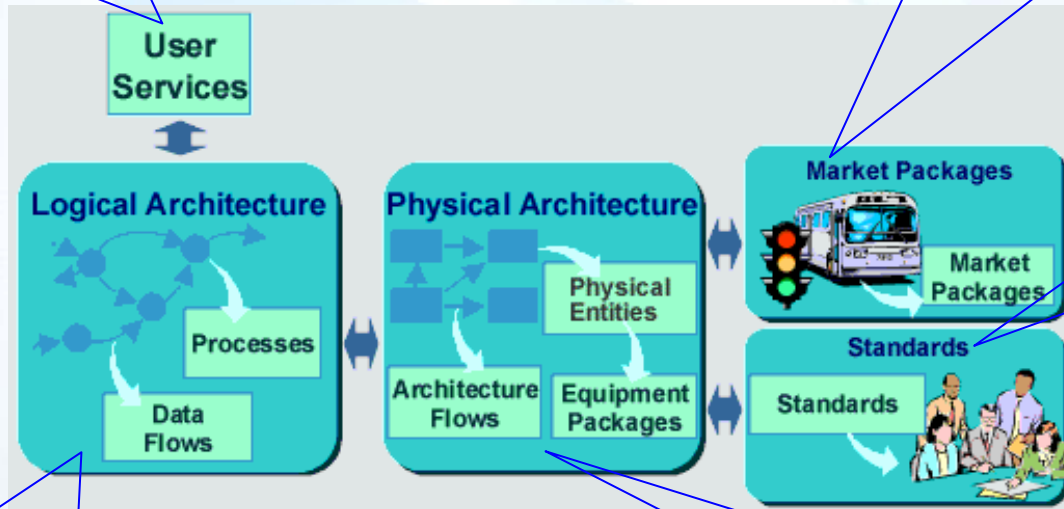 User
Services
Logical Architecture
Processes
Data
Flows
Physical Architecture
Physical
Entities
Architecture
Flows
Equipment
Packages
Market Packages
Market
Packages
Standards
Standards